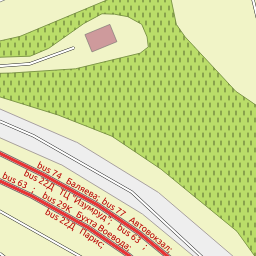 bus 74 Баляева; bus 77 Автовокзал;
bus 22Д ТЦ "Изумруд"; bus 63 ;
bus 63 ; bus 29К Бухта Воевода;
bus 22Д Парис;